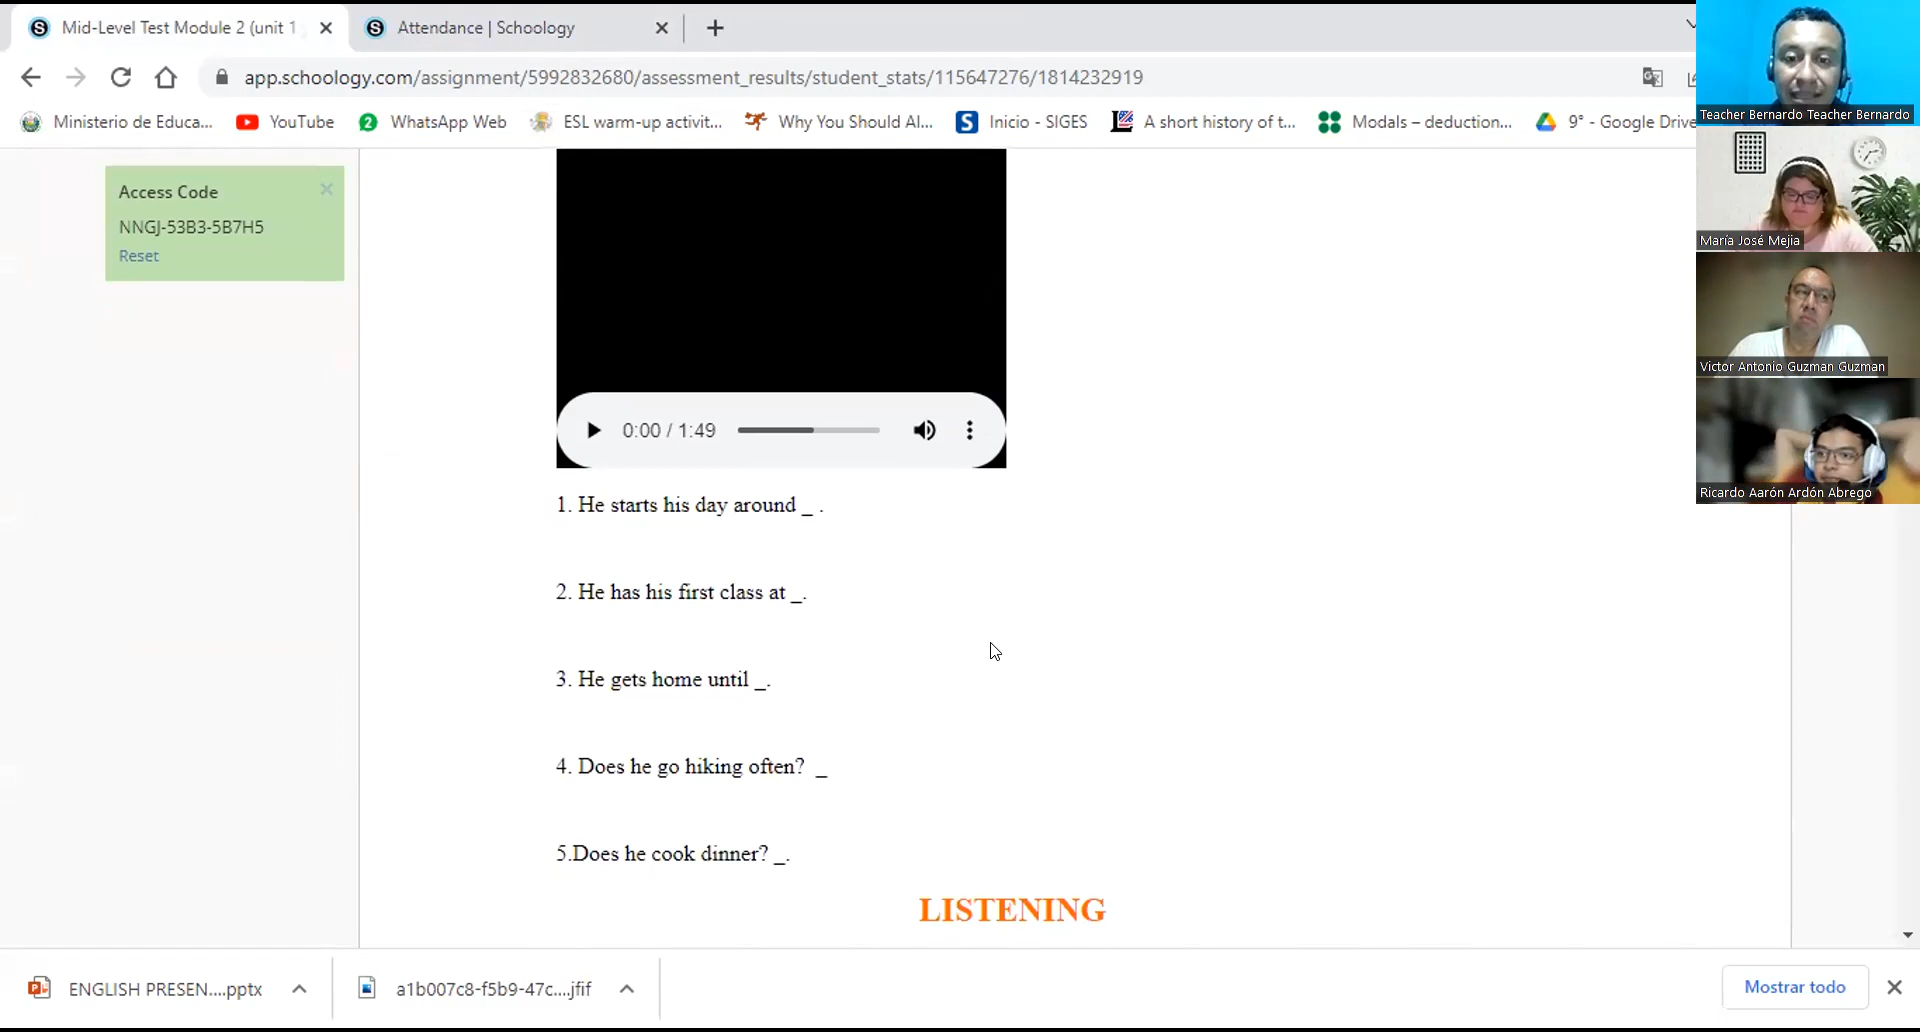 Mid-Level Test Module 2 (unit 1
Attendance | Schoology
app.schoology.com/assignment/5992832680/assessment_results/student_stats/115647276/1814232919
Ministerio de Educa...
YouTube
2
WhatsApp Web
ESL warm-up activit...
Why You Should Al...
S
Inicio - SIGES
A short history of t...
Modals – deduction...
9° - Google Drive
Access Code
NNGJ-53B3-5B7H5
Reset
0:00 / 1:49
1. He starts his day around _ .
2. He has his first class at _.
3. He gets home until _.
4. Does he go hiking often? _
5.Does he cook dinner? _.
LISTENING
Teacher Bernardo Teacher Bernardo
María José Mejia
Victor Antonio Guzman Guzman
Ricardo Aarón Ardón Abrego
ENGLISH PRESEN....pptx
a1b007c8-f5b9-47c....jfif
Mostrar todo